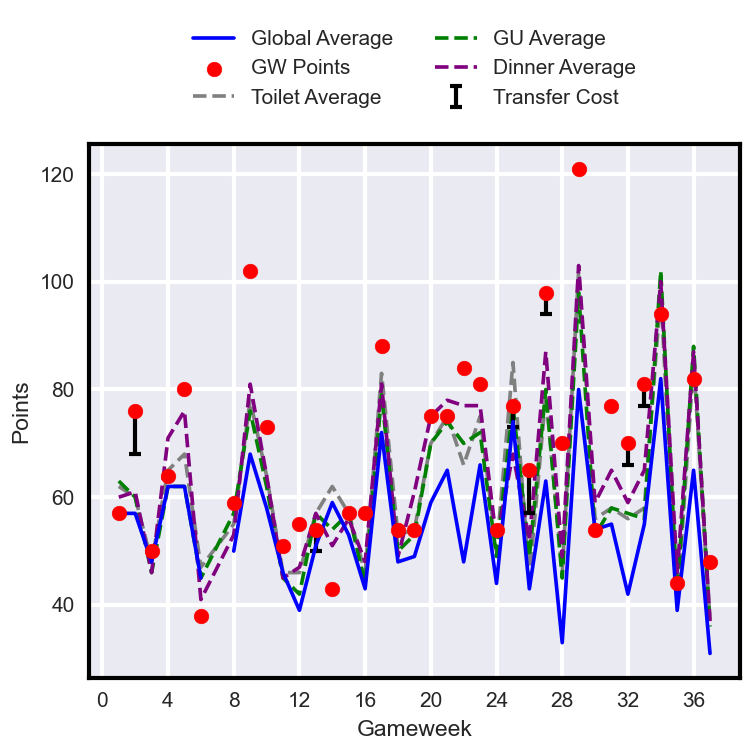 Global Average
GW Points
Toilet Average
GU Average
Dinner Average
Transfer Cost
120
100
80
60
40
Points
0 4 8 12 16 20 24 28 32 36
Gameweek